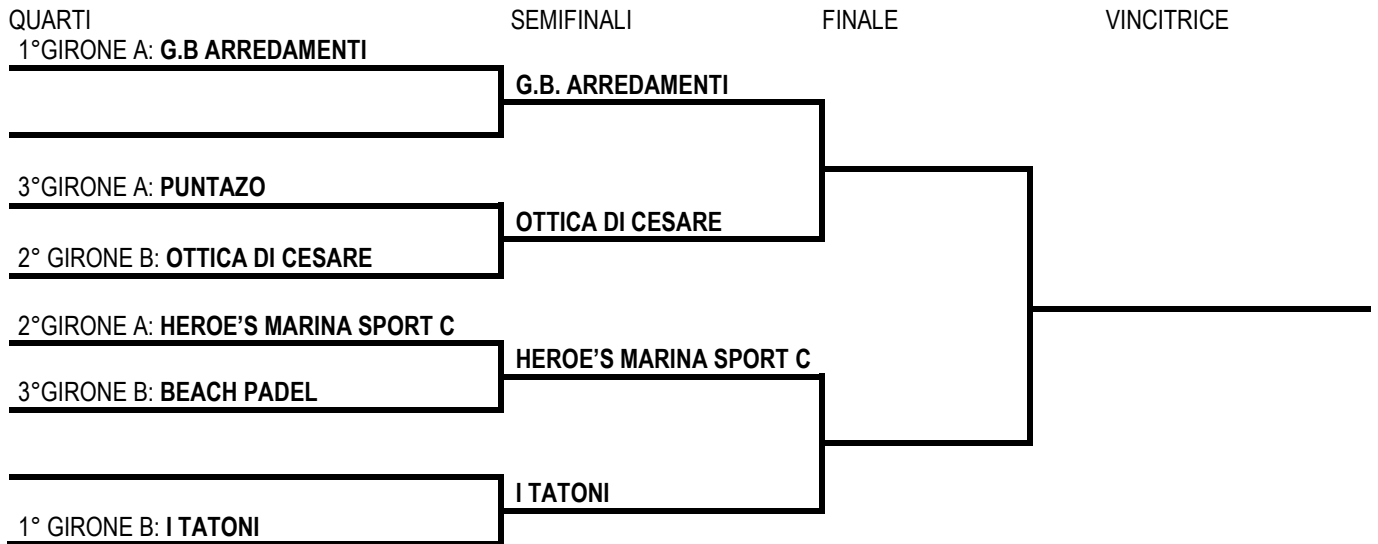 QUARTI SEMIFINALI FINALE VINCITRICE
1°GIRONE A: G.B ARREDAMENTI
G.B. ARREDAMENTI
3°GIRONE A: PUNTAZO
OTTICA DI CESARE
2° GIRONE B: OTTICA DI CESARE
2°GIRONE A: HEROE'S MARINA SPORT C
HEROE'S MARINA SPORT C
3°GIRONE B: BEACH PADEL
I TATONI
1° GIRONE B: I TATONI